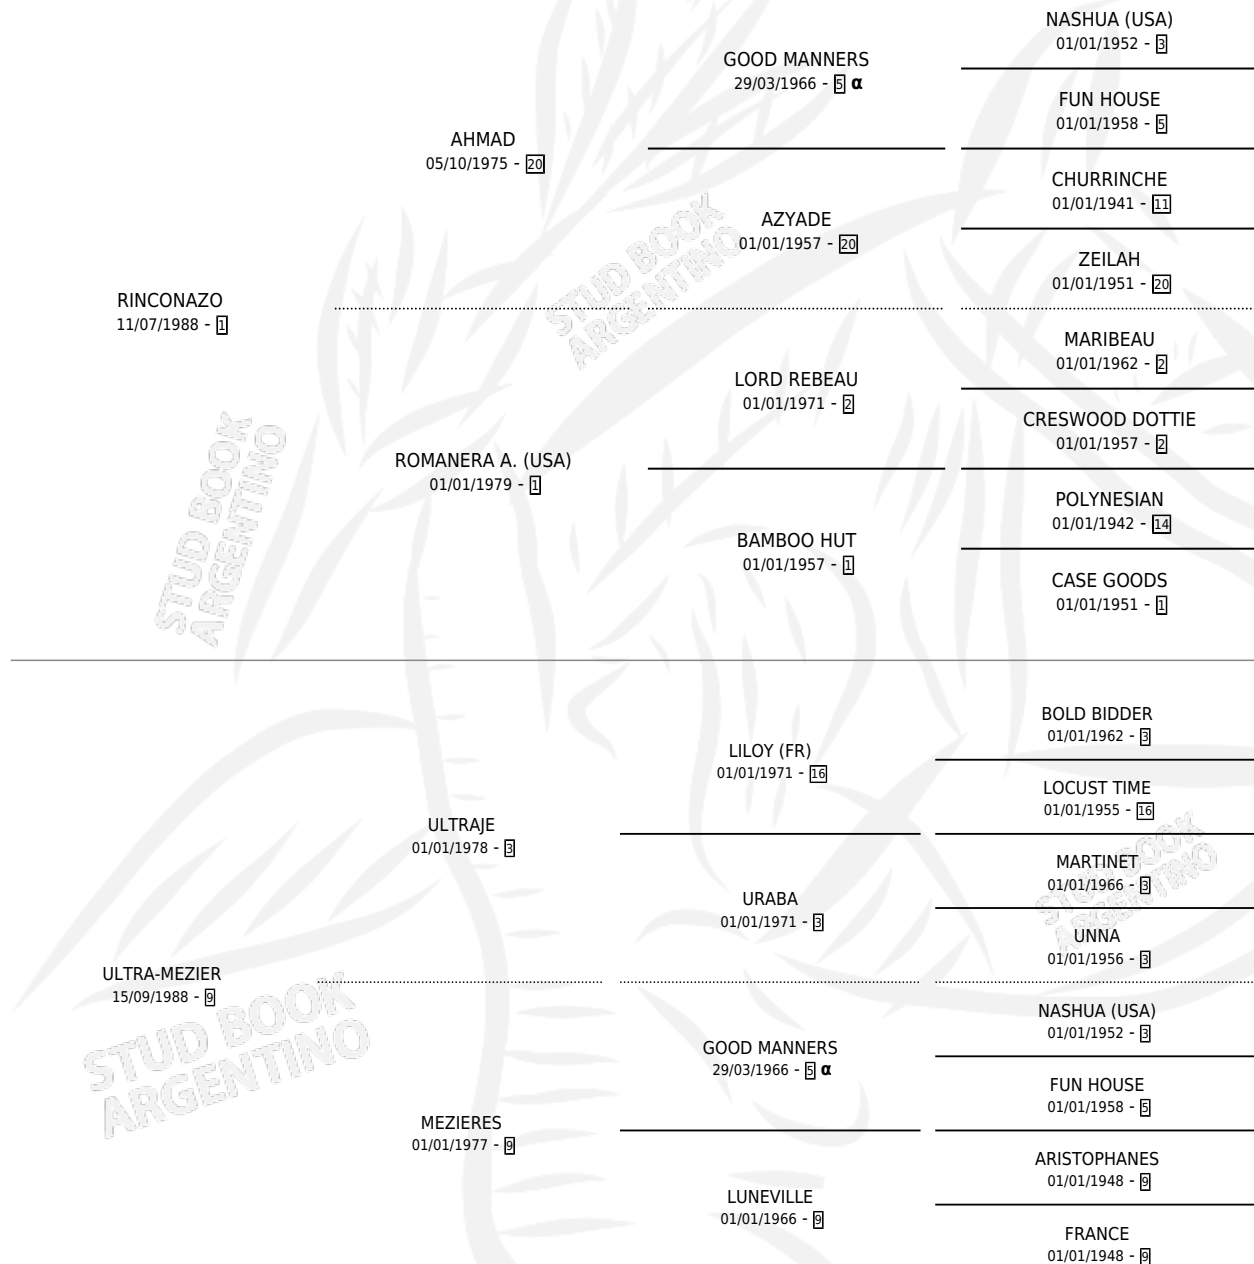 NASHUA (USA)
01/01/1952 - 3
GOOD MANNERS
29/03/1966 - 5 α
FUN HOUSE
01/01/1958 - 5
AHMAD
05/10/1975 - 20
CHURRINCHE
01/01/1941 - 11
AZYADE
01/01/1957 - 20
ZEILAH
01/01/1951 - 20
RINCONAZO
11/07/1988 - 1
MARIBEAU
01/01/1962 - 2
LORD REBEAU
01/01/1971 - 2
CRESWOOD DOTTIE
01/01/1957 - 2
ROMANERA A. (USA)
01/01/1979 - 1
POLYNESIAN
01/01/1942 - 14
BAMBOO HUT
01/01/1957 - 1
CASE GOODS
01/01/1951 - 1
STUD BOOK
ARGENTINO
STUD BOOK
ARGENTINO
BOLD BIDDER
01/01/1962 - 3
LILOY (FR)
01/01/1971 - 16
LOCUST TIME
01/01/1955 - 16
ULTRAJE
01/01/1978 - 3
MARTINET
01/01/1966 - 3
URABA
01/01/1971 - 3
UNNA
01/01/1956 - 3
ULTRA-MEZIER
15/09/1988 - 9
NASHUA (USA)
01/01/1952 - 3
GOOD MANNERS
29/03/1966 - 5 α
FUN HOUSE
01/01/1958 - 5
MEZIERES
01/01/1977 - 9
ARISTOPHANES
01/01/1948 - 9
LUNEVILLE
01/01/1966 - 9
FRANCE
01/01/1948 - 9
STUD BOOK
ARGENTINO
STUD BOOK
ARGENTINO